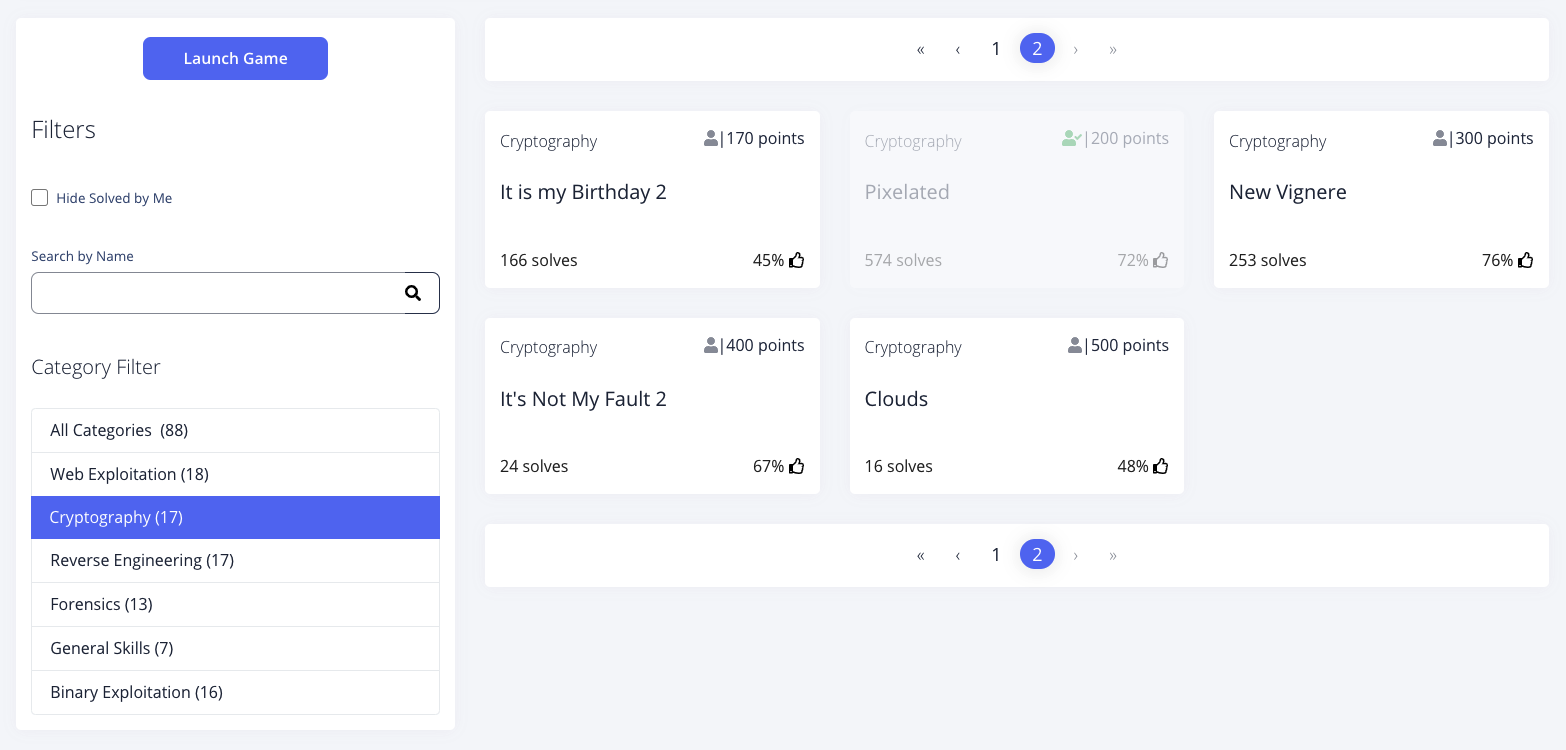 Launch Game
Filters
Hide Solved by Me
Search by Name
Category Filter
All Categories (88)
Web Exploitation (18)
Cryptography (17)
Reverse Engineering (17)
Forensics (13)
General Skills (7)
Binary Exploitation (16)
« ‹ 1 2 › »
Cryptography |170 points
It is my Birthday 2
166 solves 45%
Cryptography |200 points
Pixelated
574 solves 72%
Cryptography |300 points
New Vignere
253 solves 76%
Cryptography |400 points
It's Not My Fault 2
24 solves 67%
Cryptography |500 points
Clouds
16 solves 48%
« ‹ 1 2 › »